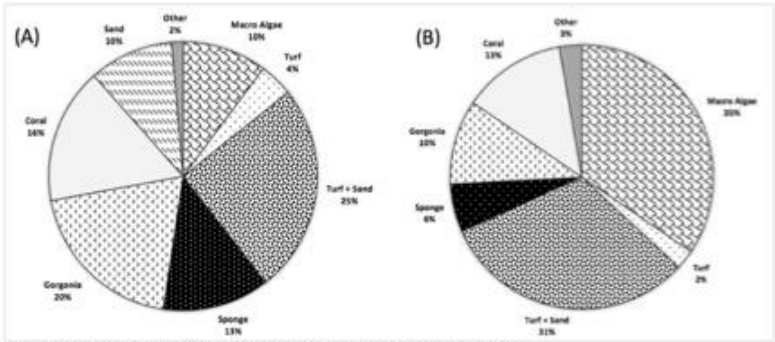 (A)
Other
2%
Macro Algae
10%
Turf
4%
Turf + Sand
25%
Sponge
13%
Gorgonia
20%
Coral
16%
Sand
10%
(B)
Other
3%
Macro Algae
35%
Turf
2%
Turf + Sand
31%
Sponge
6%
Gorgonia
10%
Coral
13%